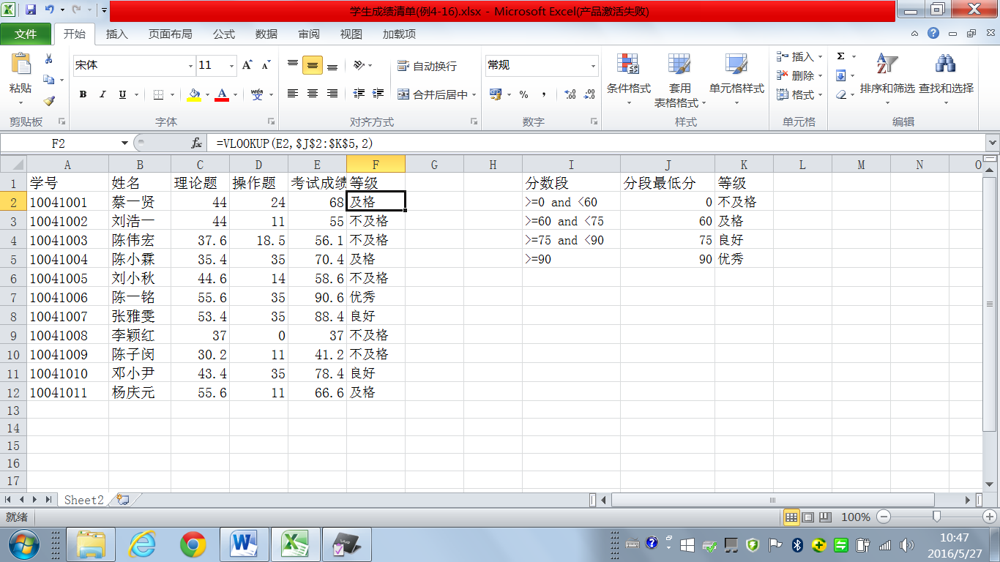 学生成绩清单(例4-16).xlsx - Microsoft Excel(产品激活失败)
文件 开始 插入 页面布局 公式 数据 审阅 视图 加载项
宋体 11 自动换行 常规 插入
粘贴 条件格式 套用 单元格样式 删除 排序和筛选 查找和选择
B I U 合并后居中 % , 表格格式 格式
剪贴板 字体 对齐方式 数字 样式 单元格 编辑
F2 fx =VLOOKUP(E2,$J$2:$K$5,2)
A B C D E F G H I J K L M N O
1 学号 姓名 理论题 操作题 考试成绩 等级 分数段 分段最低分 等级
2 10041001 蔡一贤 44 24 68 及格 >=0 and <60 0 不及格
3 10041002 刘浩一 44 11 55 不及格 >=60 and <75 60 及格
4 10041003 陈伟宏 37.6 18.5 56.1 不及格 >=75 and <90 75 良好
5 10041004 陈小霖 35.4 35 70.4 及格 >=90 90 优秀
6 10041005 刘小秋 44.6 14 58.6 不及格
7 10041006 陈一铭 55.6 35 90.6 优秀
8 10041007 张雅雯 53.4 35 88.4 良好
9 10041008 李颖红 37 0 37 不及格
10 10041009 陈子闵 30.2 11 41.2 不及格
11 10041010 邓小尹 43.4 35 78.4 良好
12 10041011 杨庆元 55.6 11 66.6 及格
13
14
15
16
17
Sheet2
就绪 100%
10:47
2016/5/27